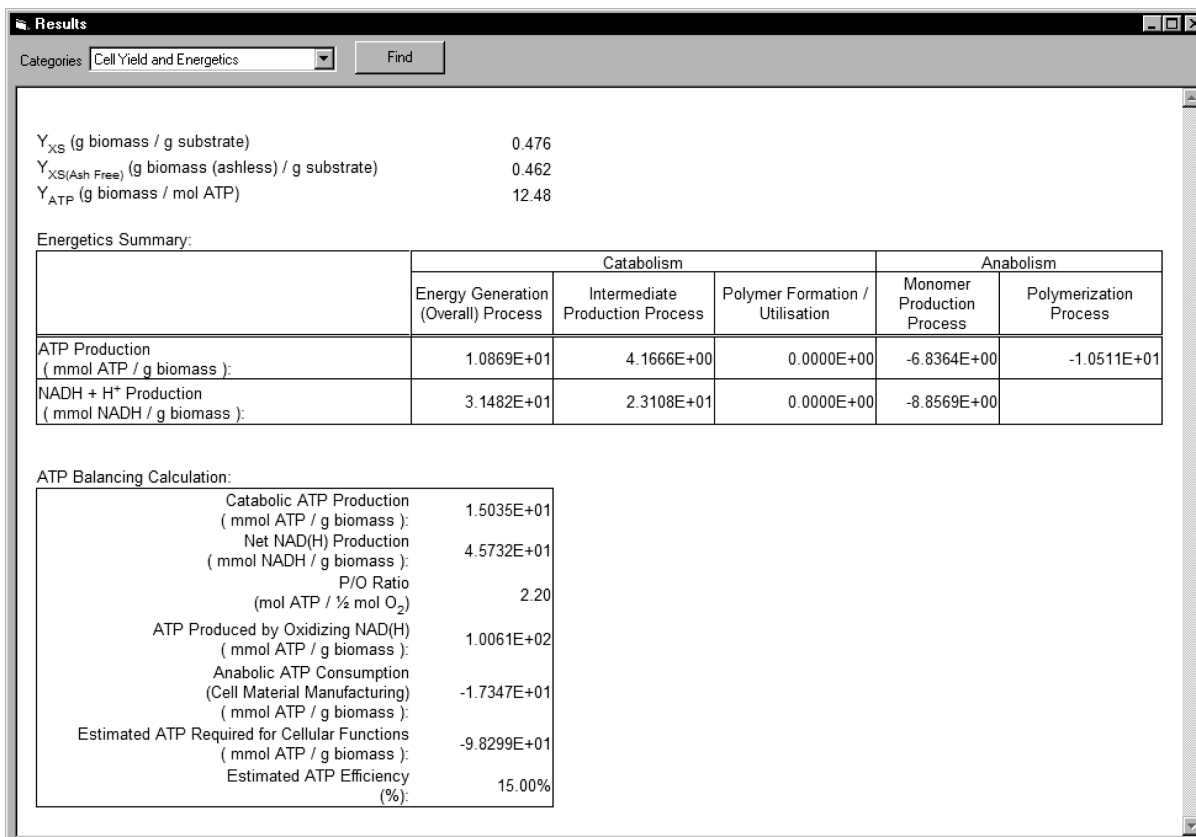 Results
Categories Cell Yield and Energetics Find
Y_XS (g biomass / g substrate) 0.476
Y_XS(Ash Free) (g biomass (ashless) / g substrate) 0.462
Y_ATP (g biomass / mol ATP) 12.48
Energetics Summary:
Catabolism Anabolism
Energy Generation (Overall) Process Intermediate Production Process Polymer Formation / Utilisation Monomer Production Process Polymerization Process
ATP Production
( mmol ATP / g biomass ): 1.0869E+01 4.1666E+00 0.0000E+00 -6.8364E+00 -1.0511E+01
NADH + H⁺ Production
( mmol NADH / g biomass ): 3.1482E+01 2.3108E+01 0.0000E+00 -8.8569E+00
ATP Balancing Calculation:
Catabolic ATP Production
( mmol ATP / g biomass ): 1.5035E+01
Net NAD(H) Production
( mmol NADH / g biomass ): 4.5732E+01
P/O Ratio
(mol ATP / ½ mol O₂) 2.20
ATP Produced by Oxidizing NAD(H)
( mmol ATP / g biomass ): 1.0061E+02
Anabolic ATP Consumption
(Cell Material Manufacturing)
( mmol ATP / g biomass ): -1.7347E+01
Estimated ATP Required for Cellular Functions
( mmol ATP / g biomass ): -9.8299E+01
Estimated ATP Efficiency
(%): 15.00%